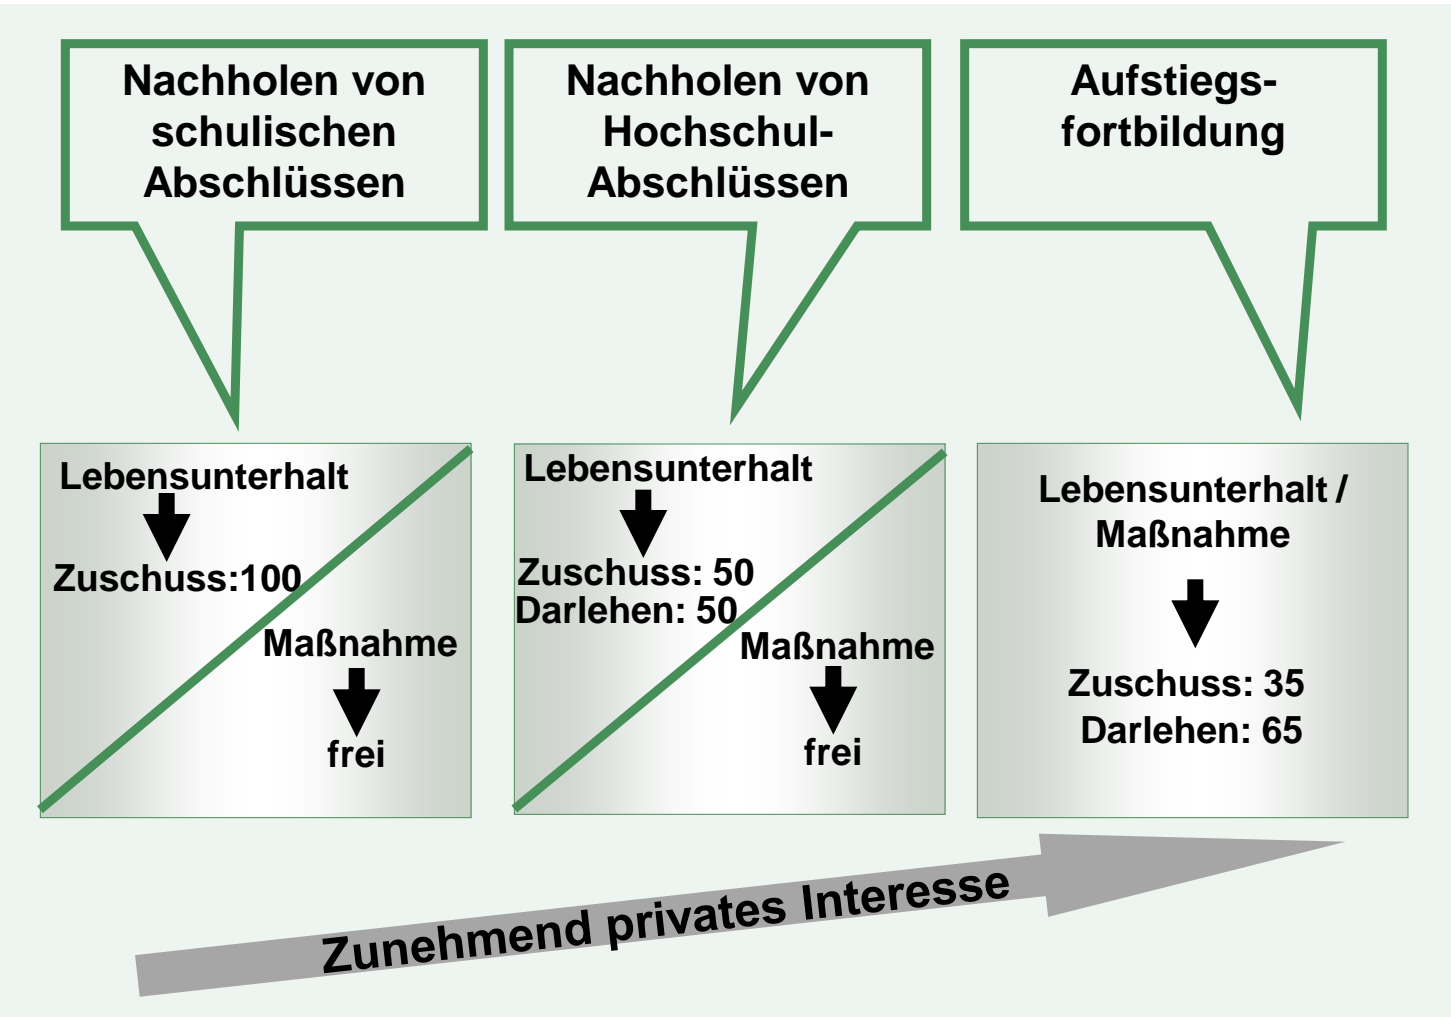 Nachholen von
schulischen
Abschlüssen
Nachholen von
Hochschul-
Abschlüssen
Aufstiegs-
fortbildung
Lebensunterhalt
Zuschuss:100
Maßnahme
frei
Lebensunterhalt
Zuschuss: 50
Darlehen: 50
Maßnahme
frei
Lebensunterhalt /
Maßnahme
Zuschuss: 35
Darlehen: 65
Zunehmend privates Interesse